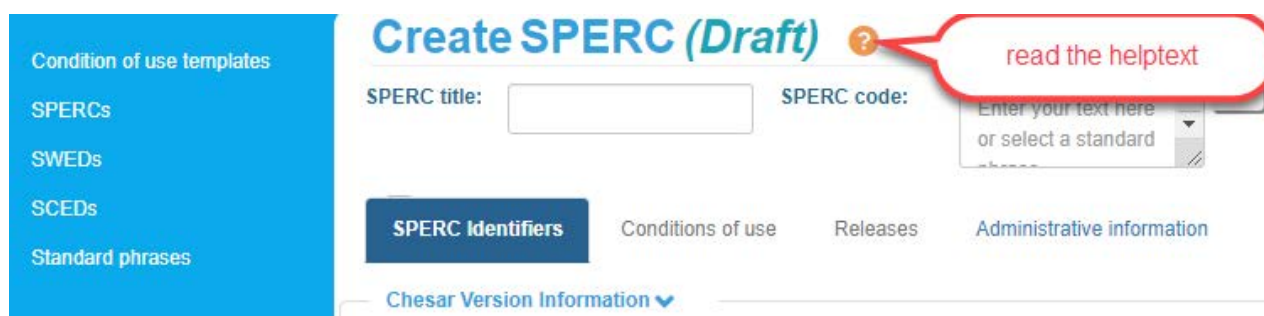 Condition of use templates
SPERCs
SWEDs
SCEDs
Standard phrases
Create SPERC (Draft) ?
read the helptext
SPERC title:
SPERC code:
Enter your text here
or select a standard
SPERC Identifiers
Conditions of use
Releases
Administrative information
Chesar Version Information